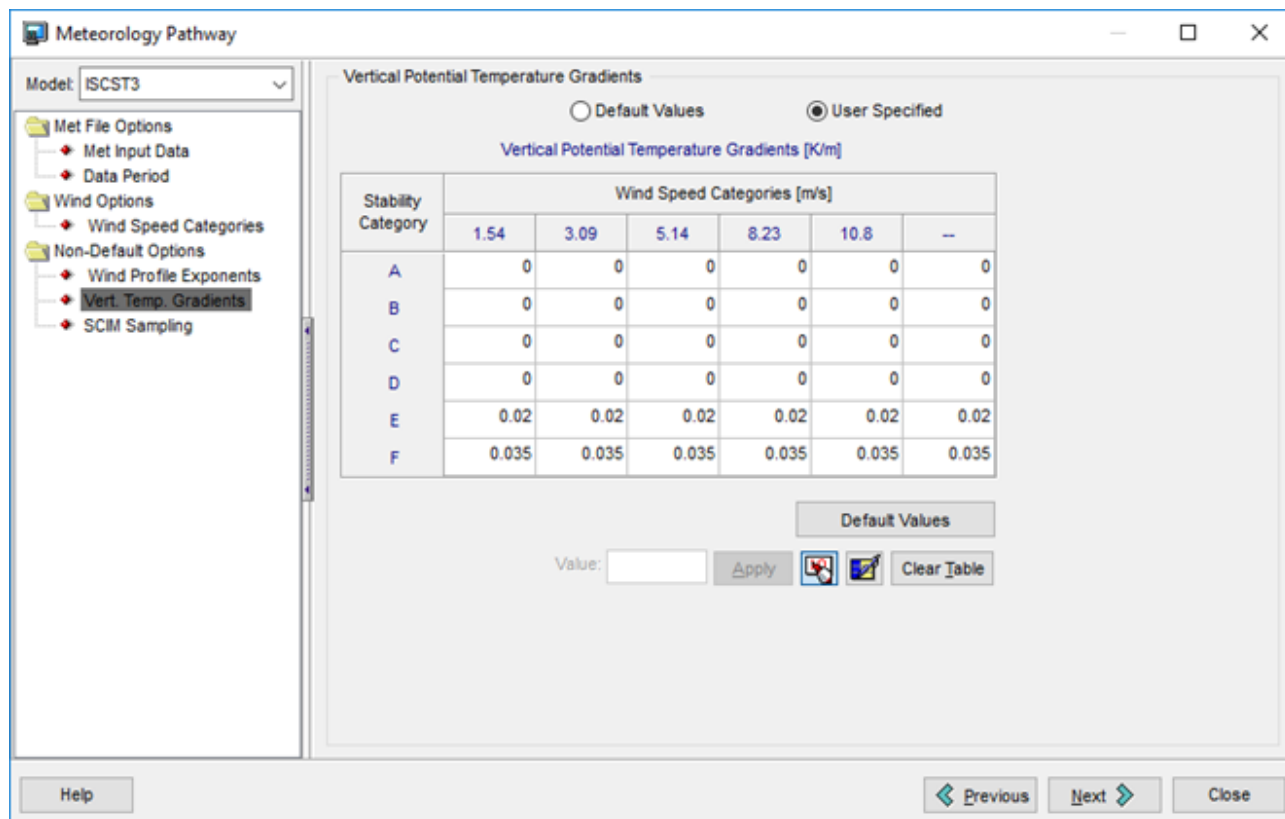 Meteorology Pathway
Model: ISCST3
Met File Options
Met Input Data
Data Period
Wind Options
Wind Speed Categories
Non-Default Options
Wind Profile Exponents
Vert. Temp. Gradients
SCIM Sampling
Vertical Potential Temperature Gradients
Default Values User Specified
Vertical Potential Temperature Gradients [K/m]
Stability Category Wind Speed Categories [m/s]
1.54 3.09 5.14 8.23 10.8 --
A 0 0 0 0 0 0
B 0 0 0 0 0 0
C 0 0 0 0 0 0
D 0 0 0 0 0 0
E 0.02 0.02 0.02 0.02 0.02 0.02
F 0.035 0.035 0.035 0.035 0.035 0.035
Default Values
Value: Apply Clear Table
Help Previous Next Close